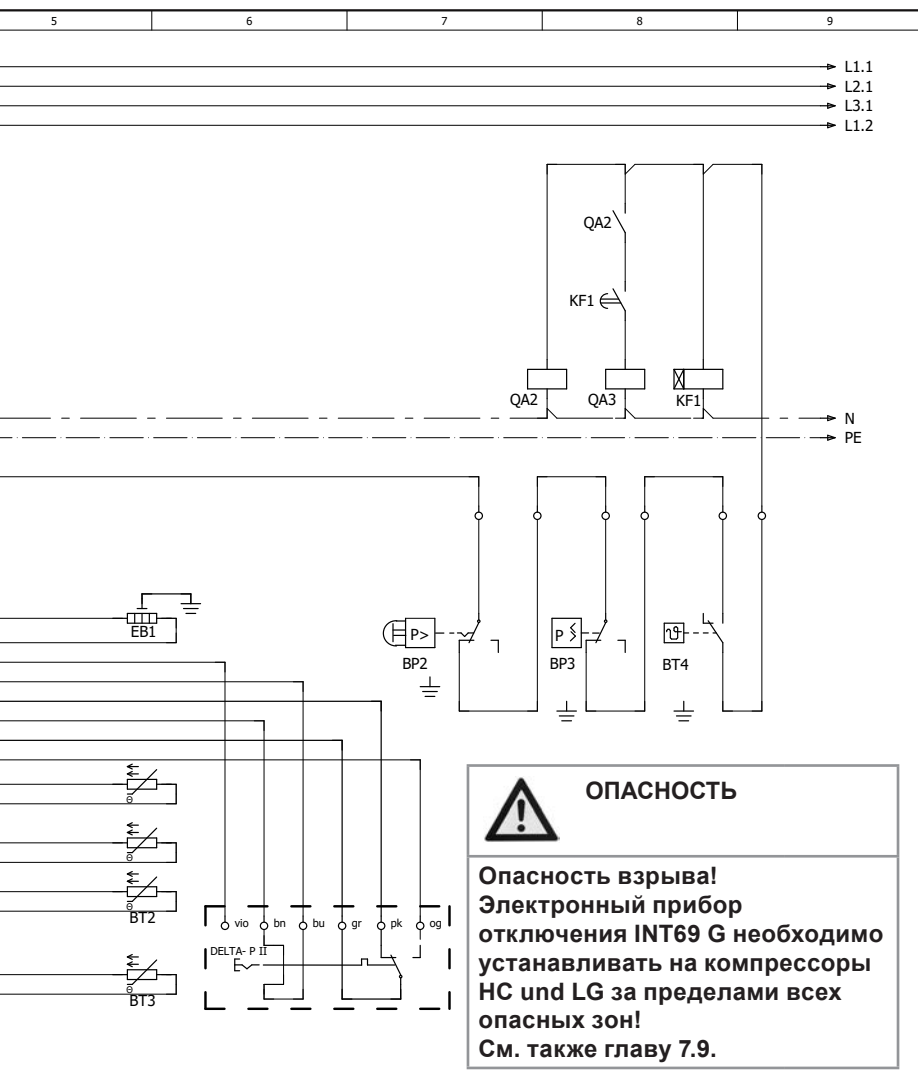 5 6 7 8 9
L1.1
L2.1
L3.1
L1.2
QA2
KF1
QA2 QA3 KF1
N
PE
EB1
P> P
BP2 BP3 BT4
ϑ
Θ
Θ
Θ
BT2
Θ
BT3
vio bn bu gr pk og
DELTA- P II
ОПАСНОСТЬ
Опасность взрыва!
Электронный прибор
отключения INT69 G необходимо
устанавливать на компрессоры
HC und LG за пределами всех
опасных зон!
См. также главу 7.9.